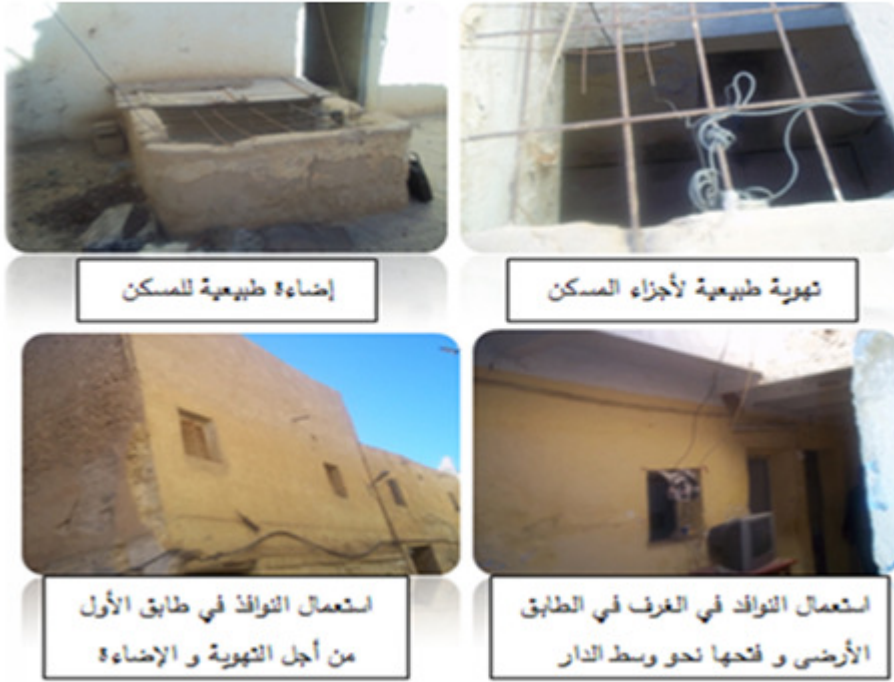 تهوية طبيعية لأجزاء المسكن
إضاءة طبيعية للمسكن
استعمال النوافد في الغرف في الطابق
الأرضي و فتحها نحو وسط الدار
استعمال النوافذ في طابق الأول
من أجل التهوية و الإضاءة